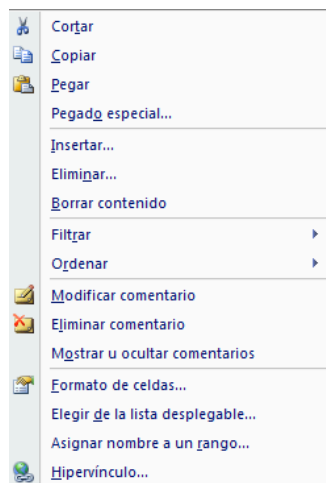 Cortar
Copiar
Pegar
Pegado especial...
Insertar...
Eliminar...
Borrar contenido
Filtrar
Ordenar
Modificar comentario
Eliminar comentario
Mostrar u ocultar comentarios
Formato de celdas...
Elegir de la lista desplegable...
Asignar nombre a un rango...
Hipervínculo...